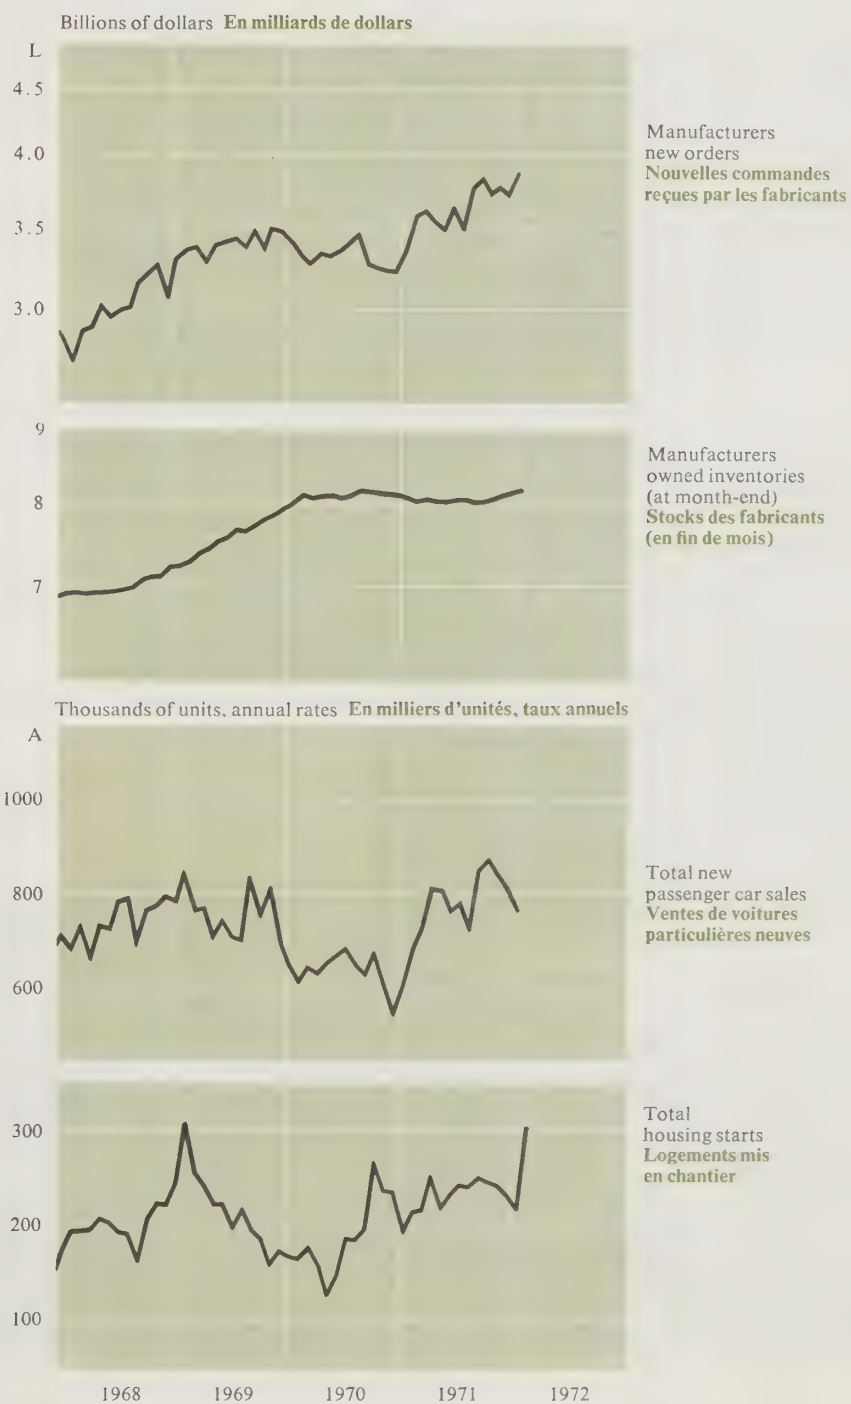 Billions of dollars En milliards de dollars
L
4.5
4.0
3.5
3.0
Manufacturers
new orders
Nouvelles commandes
reçues par les fabricants
9
8
7
Manufacturers
owned inventories
(at month-end)
Stocks des fabricants
(en fin de mois)
Thousands of units, annual rates En milliers d'unités, taux annuels
A
1000
800
600
Total new
passenger car sales
Ventes de voitures
particulières neuves
300
200
100
Total
housing starts
Logements mis
en chantier
1968 1969 1970 1971 1972